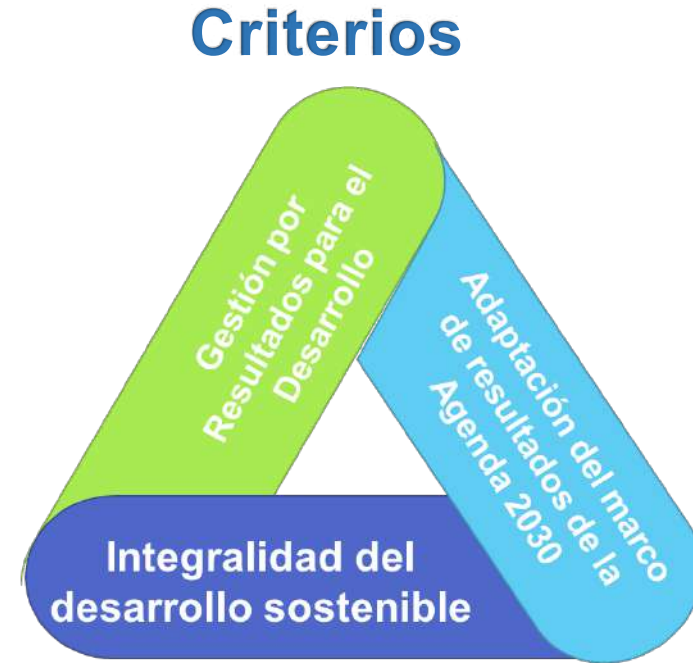 Criterios
Gestión por
Resultados para el
Desarrollo
Adaptación del marco
de resultados de la
Agenda 2030
Integralidad del
desarrollo sostenible